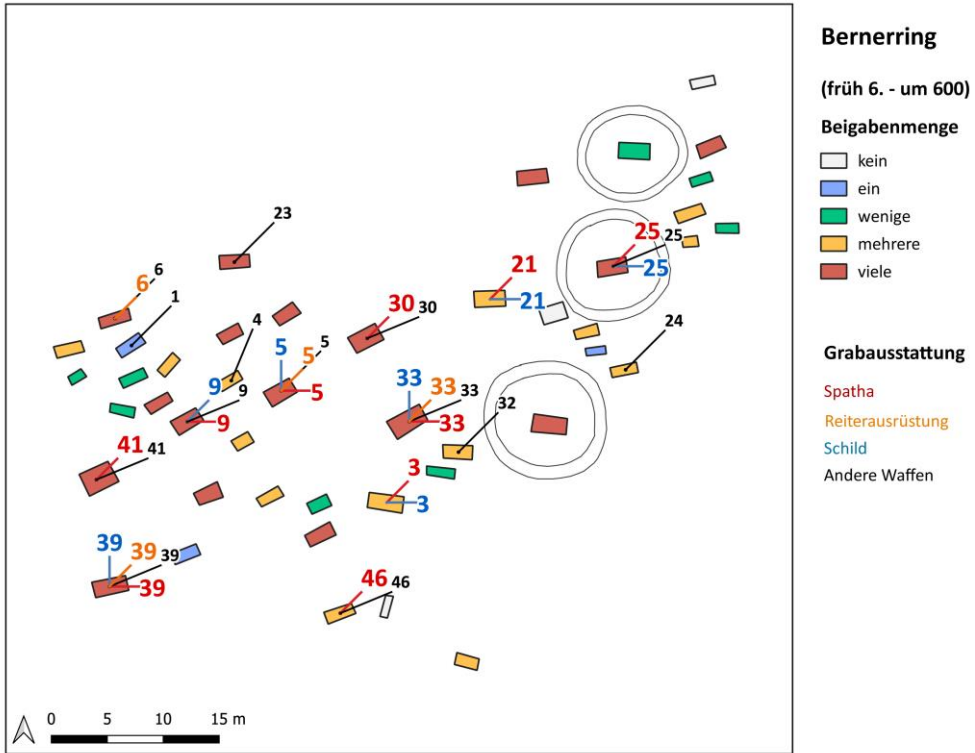 Bernerring
(früh 6. - um 600)
Beigabenmenge
kein
ein
wenige
mehrere
viele
Grabausstattung
Spatha
Reiterausrüstung
Schild
Andere Waffen
23
25 25
25
6 6
21
21
1
30 30
4
5 5
5
5
24
9 9
9
33 33 33
33
32
41 41
3
3
39 39 39
39
46 46
0 5 10 15 m